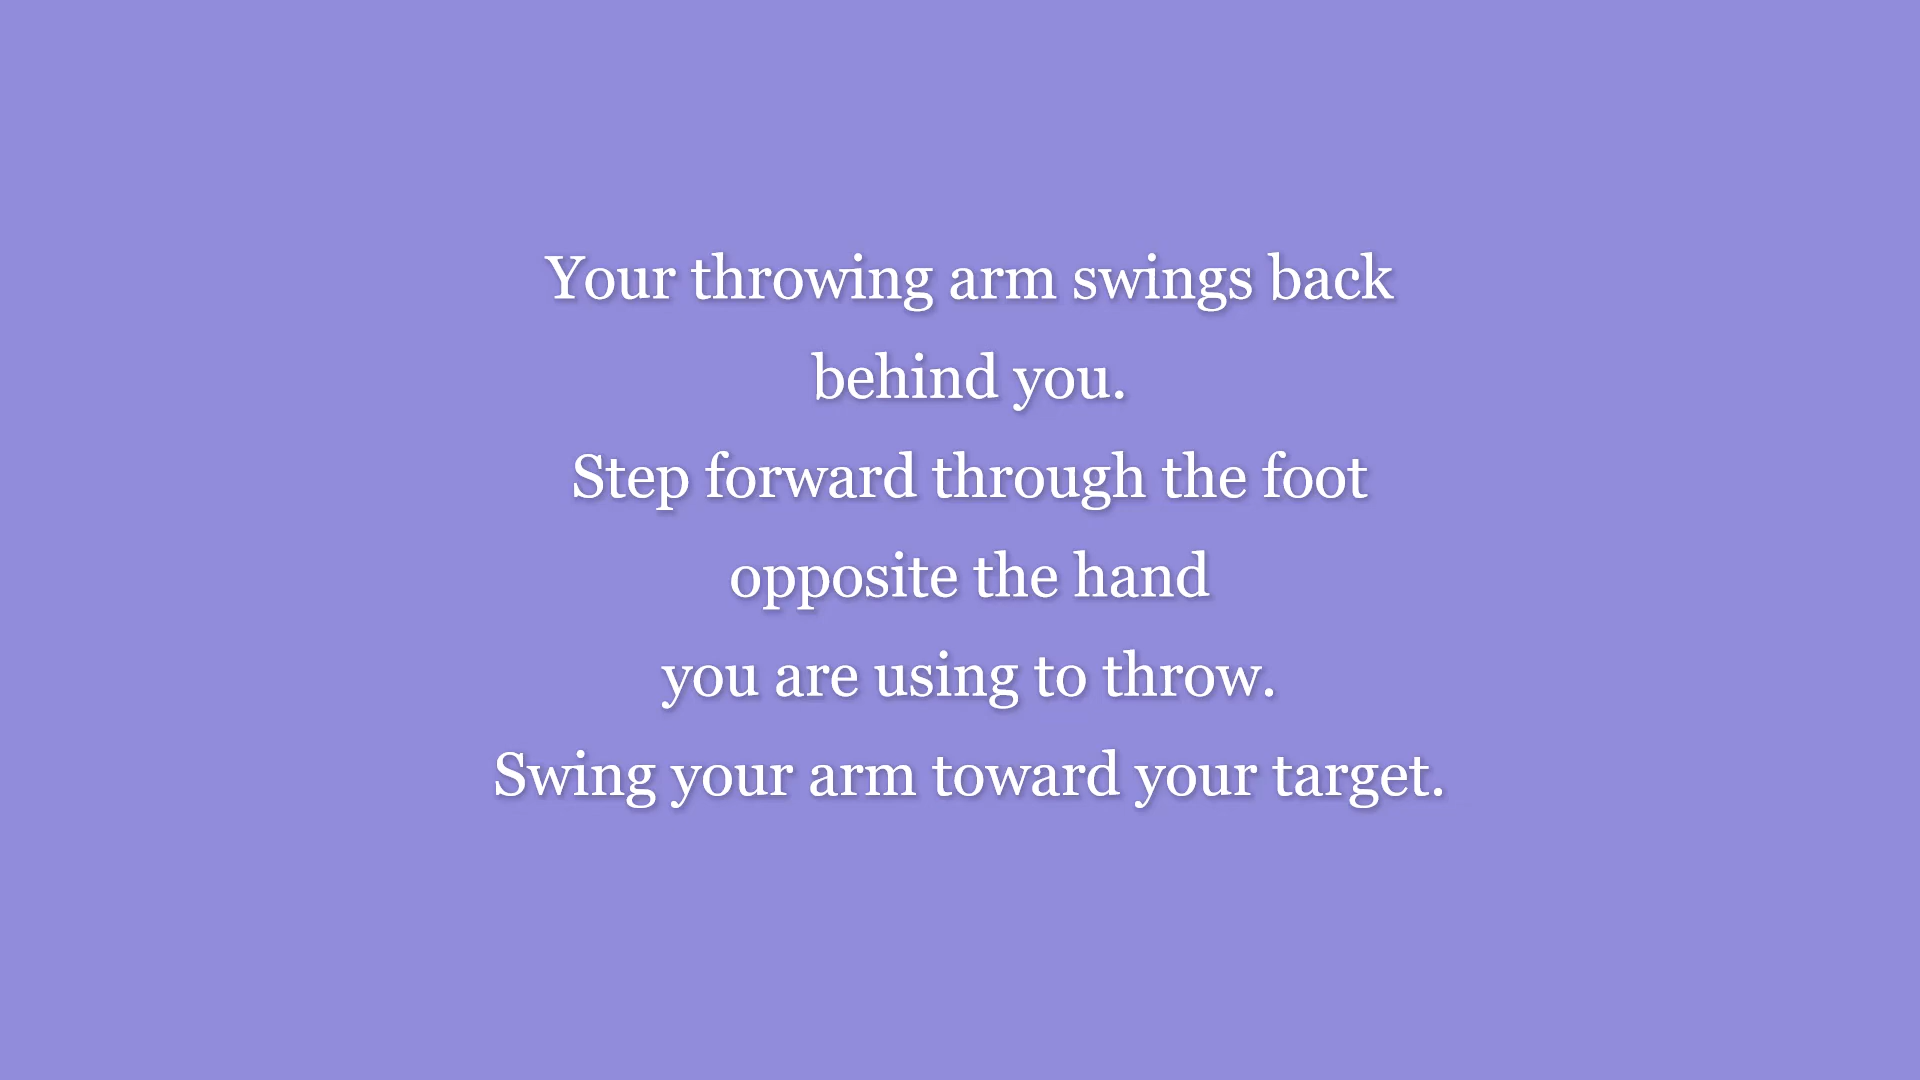 Your throwing arm swings back
behind you.
Step forward through the foot
opposite the hand
you are using to throw.
Swing your arm toward your target.